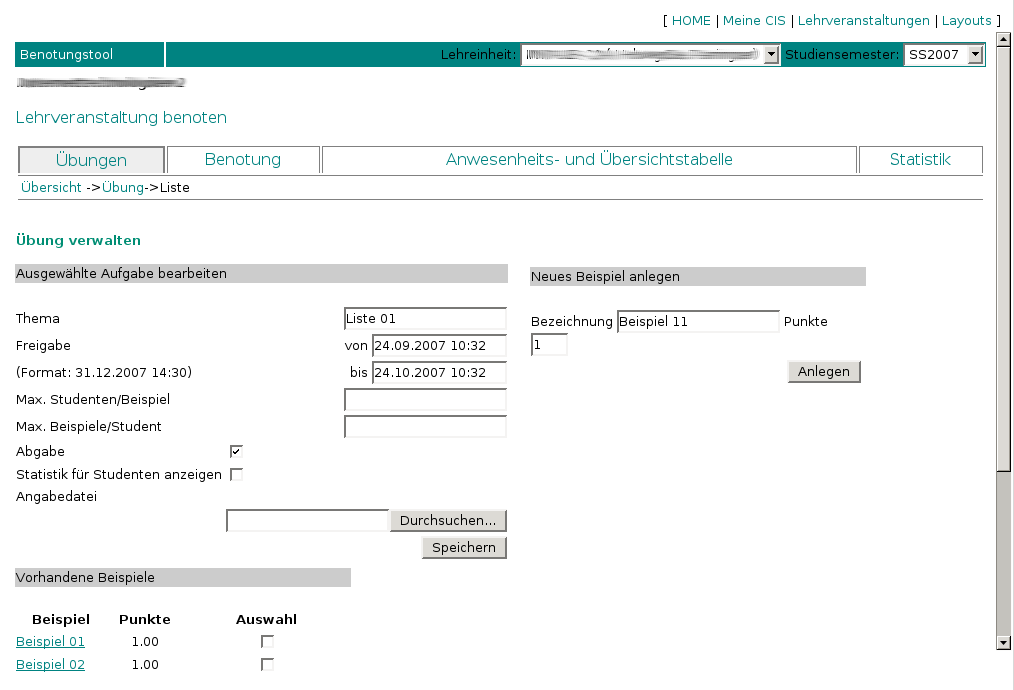 [ HOME | Meine CIS | Lehrveranstaltungen | Layouts ]
Benotungstool Lehreinheit: Studiensemester: SS2007
Lehrveranstaltung benoten
Übungen Benotung Anwesenheits- und Übersichtstabelle Statistik
Übersicht ->Übung->Liste
Übung verwalten
Ausgewählte Aufgabe bearbeiten
Thema Liste 01
Freigabe von 24.09.2007 10:32
(Format: 31.12.2007 14:30) bis 24.10.2007 10:32
Max. Studenten/Beispiel
Max. Beispiele/Student
Abgabe
Statistik für Studenten anzeigen
Angabedatei
Durchsuchen...
Speichern
Neues Beispiel anlegen
Bezeichnung Beispiel 11 Punkte
1
Anlegen
Vorhandene Beispiele
Beispiel Punkte Auswahl
Beispiel 01 1.00
Beispiel 02 1.00